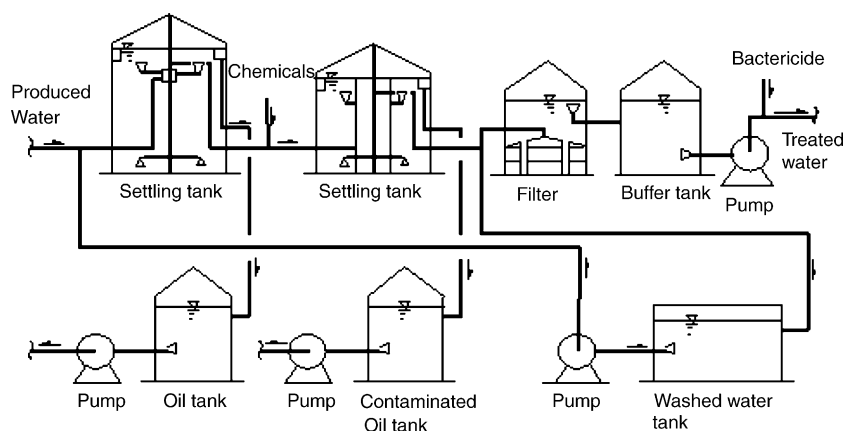 Produced
Water
Chemicals
Bactericide
Treated
water
Settling tank
Settling tank
Filter
Buffer tank
Pump
Pump
Oil tank
Pump
Contaminated
Oil tank
Pump
Washed water
tank